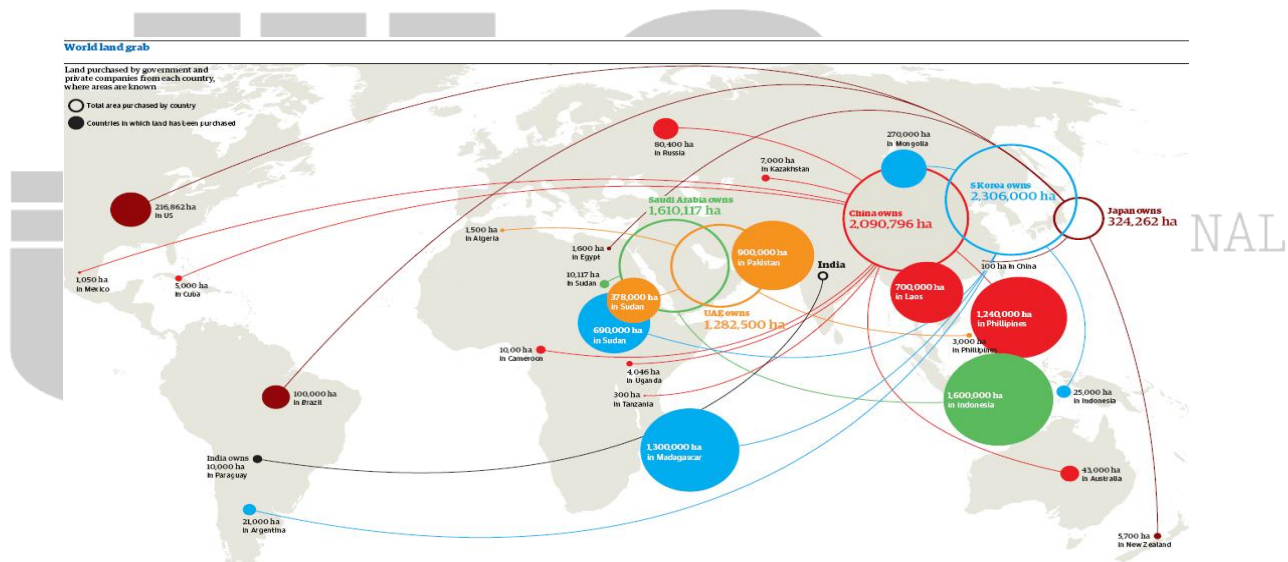 World land grab
Land purchased by government and
private companies from each country,
where areas are known
Total area purchased by country
Countries in which land has been purchased
80,400 ha
in Russia
270,000 ha
in Mongolia
7,000 ha
in Kazakhstan
S Korea owns
2,306,000 ha
216,862 ha
in US
Saudi Arabia owns
1,610,117 ha
China owns
2,090,796 ha
Japan owns
324,262 ha
NAL
1,500 ha
in Algeria
1,600 ha
in Egypt
900,000 ha
in Pakistan
India
100 ha in China
1,050 ha
in Mexico
5,000 ha
in Cuba
10,117 ha
in Sudan
378,000 ha
in Sudan
700,000 ha
in Laos
690,000 ha
in Sudan
UAE owns
1,282,500 ha
1,240,000 ha
in Phillipines
3,000 ha
in Phillipines
10,00 ha
in Cameroon
4,046 ha
in Uganda
300 ha
in Tanzania
100,000 ha
in Brazil
1,600,000 ha
in Indonesia
25,000 ha
in Indonesia
1,300,000 ha
in Madagascar
India owns
10,000 ha
in Paraguay
43,000 ha
in Australia
21,000 ha
in Argentina
5,700 ha
in New Zealand